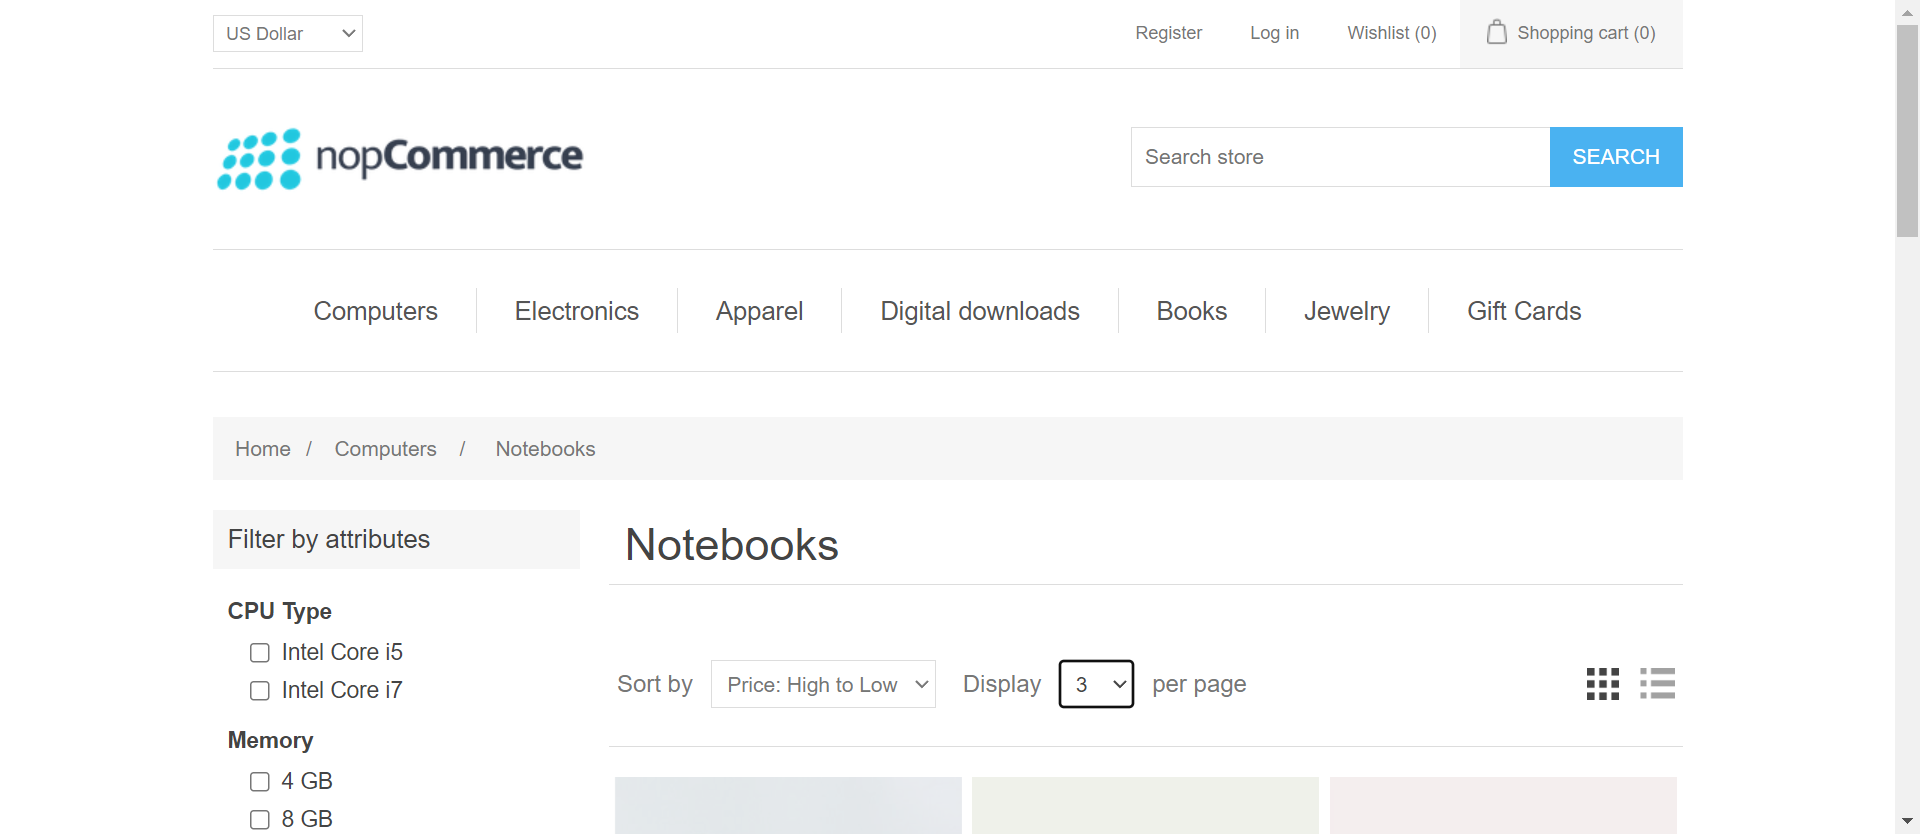 US Dollar
Register
Log in
Wishlist (0)
Shopping cart (0)
nopCommerce
Search store
SEARCH
Computers
Electronics
Apparel
Digital downloads
Books
Jewelry
Gift Cards
Home / Computers / Notebooks
Filter by attributes
CPU Type
Intel Core i5
Intel Core i7
Memory
4 GB
8 GB
Notebooks
Sort by Price: High to Low Display 3 per page